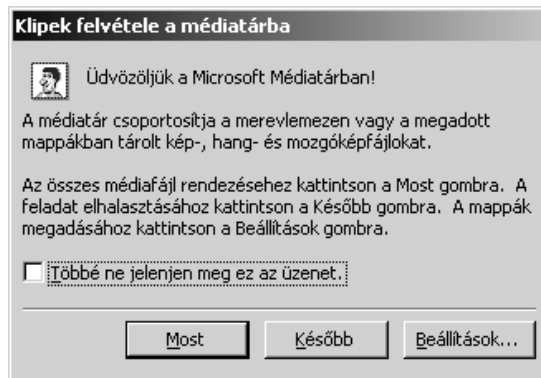 Klipek felvétele a médiatárba
Üdvözöljük a Microsoft Médiatárban!
A médiatár csoportosítja a merevlemezen vagy a megadott
mappákban tárolt kép-, hang- és mozgóképfájlokat.
Az összes médiafájl rendezésehez kattintson a Most gombra. A
feladat elhalasztásához kattintson a Később gombra. A mappák
megadásához kattintson a Beállítások gombra.
Többé ne jelenjen meg ez az üzenet.
Most Később Beállítások...